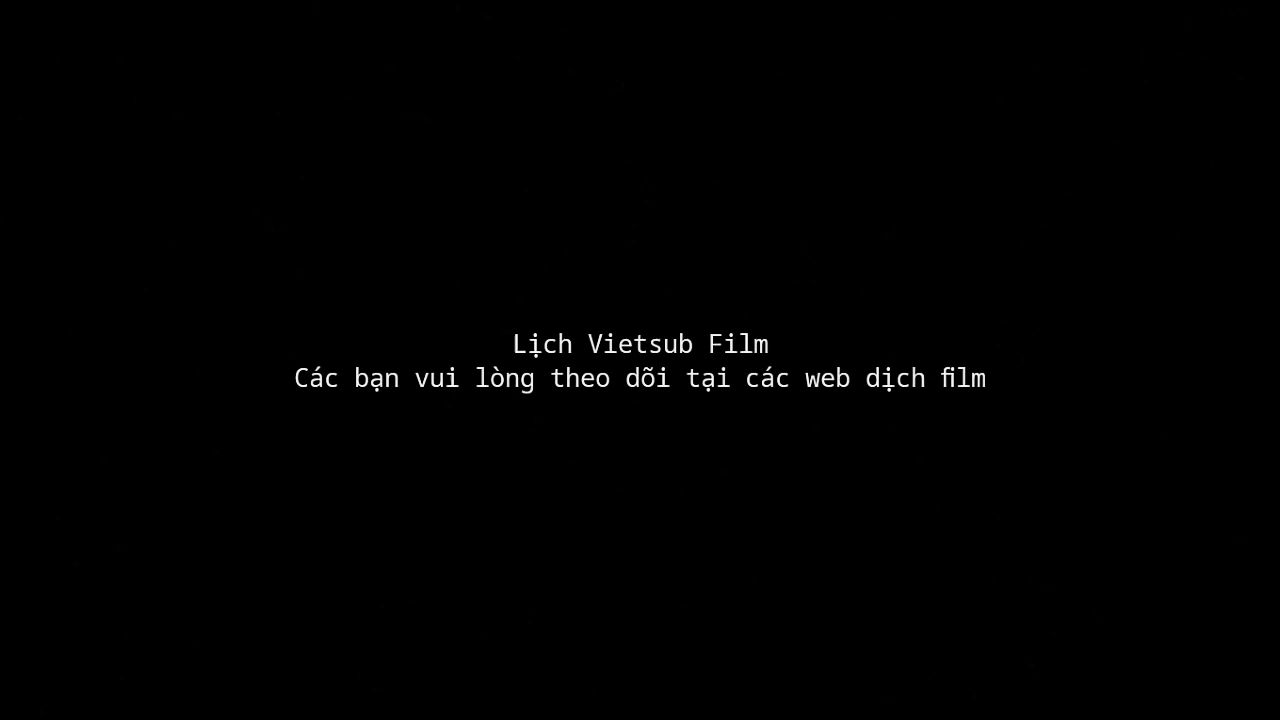 Lịch Vietsub Film
Các bạn vui lòng theo dõi tại các web dịch film